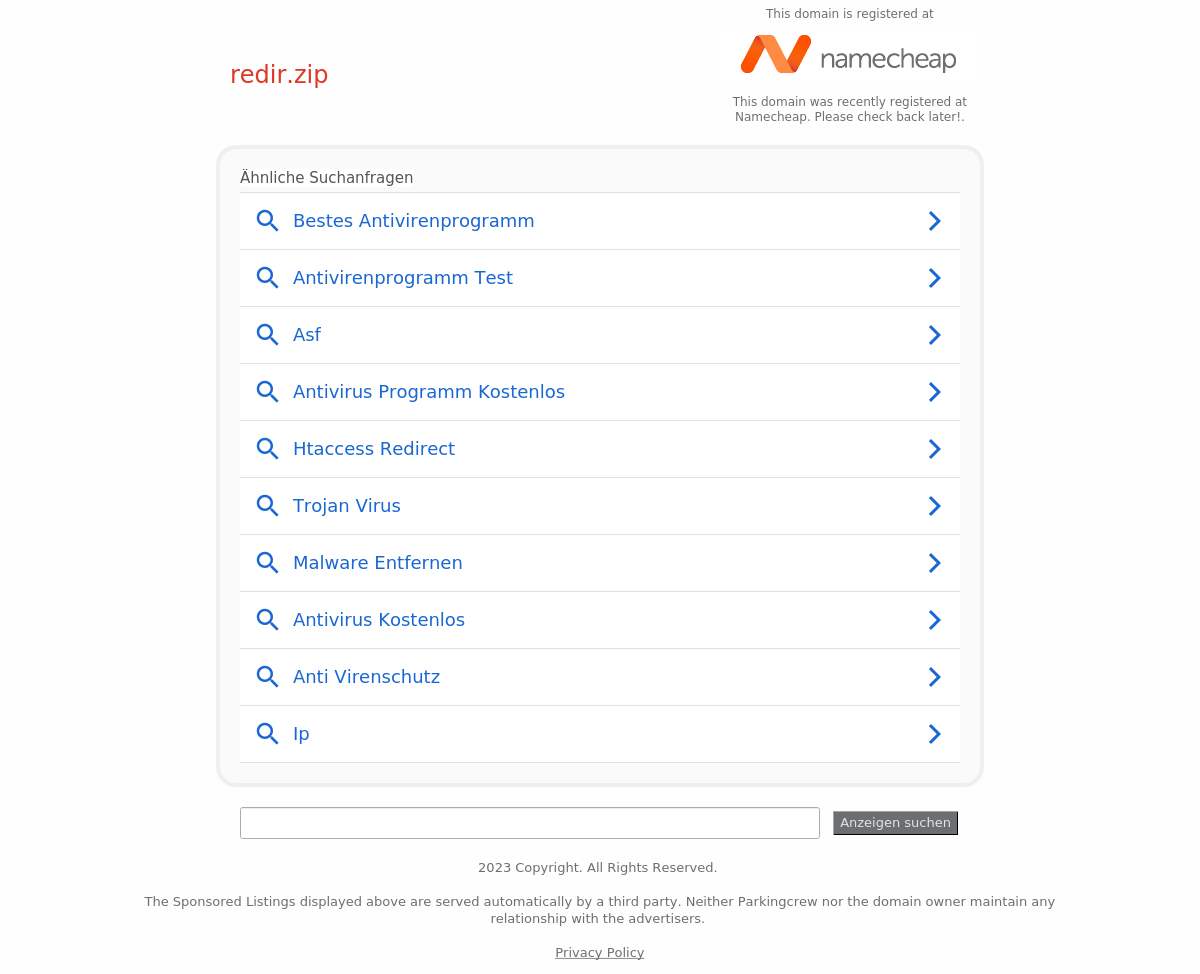 This domain is registered at
namecheap
redir.zip
This domain was recently registered at
Namecheap. Please check back later!.
Ähnliche Suchanfragen
Bestes Antivirenprogramm
Antivirenprogramm Test
Asf
Antivirus Programm Kostenlos
Htaccess Redirect
Trojan Virus
Malware Entfernen
Antivirus Kostenlos
Anti Virenschutz
Ip
Anzeigen suchen
2023 Copyright. All Rights Reserved.
The Sponsored Listings displayed above are served automatically by a third party. Neither Parkingcrew nor the domain owner maintain any
relationship with the advertisers.
Privacy Policy